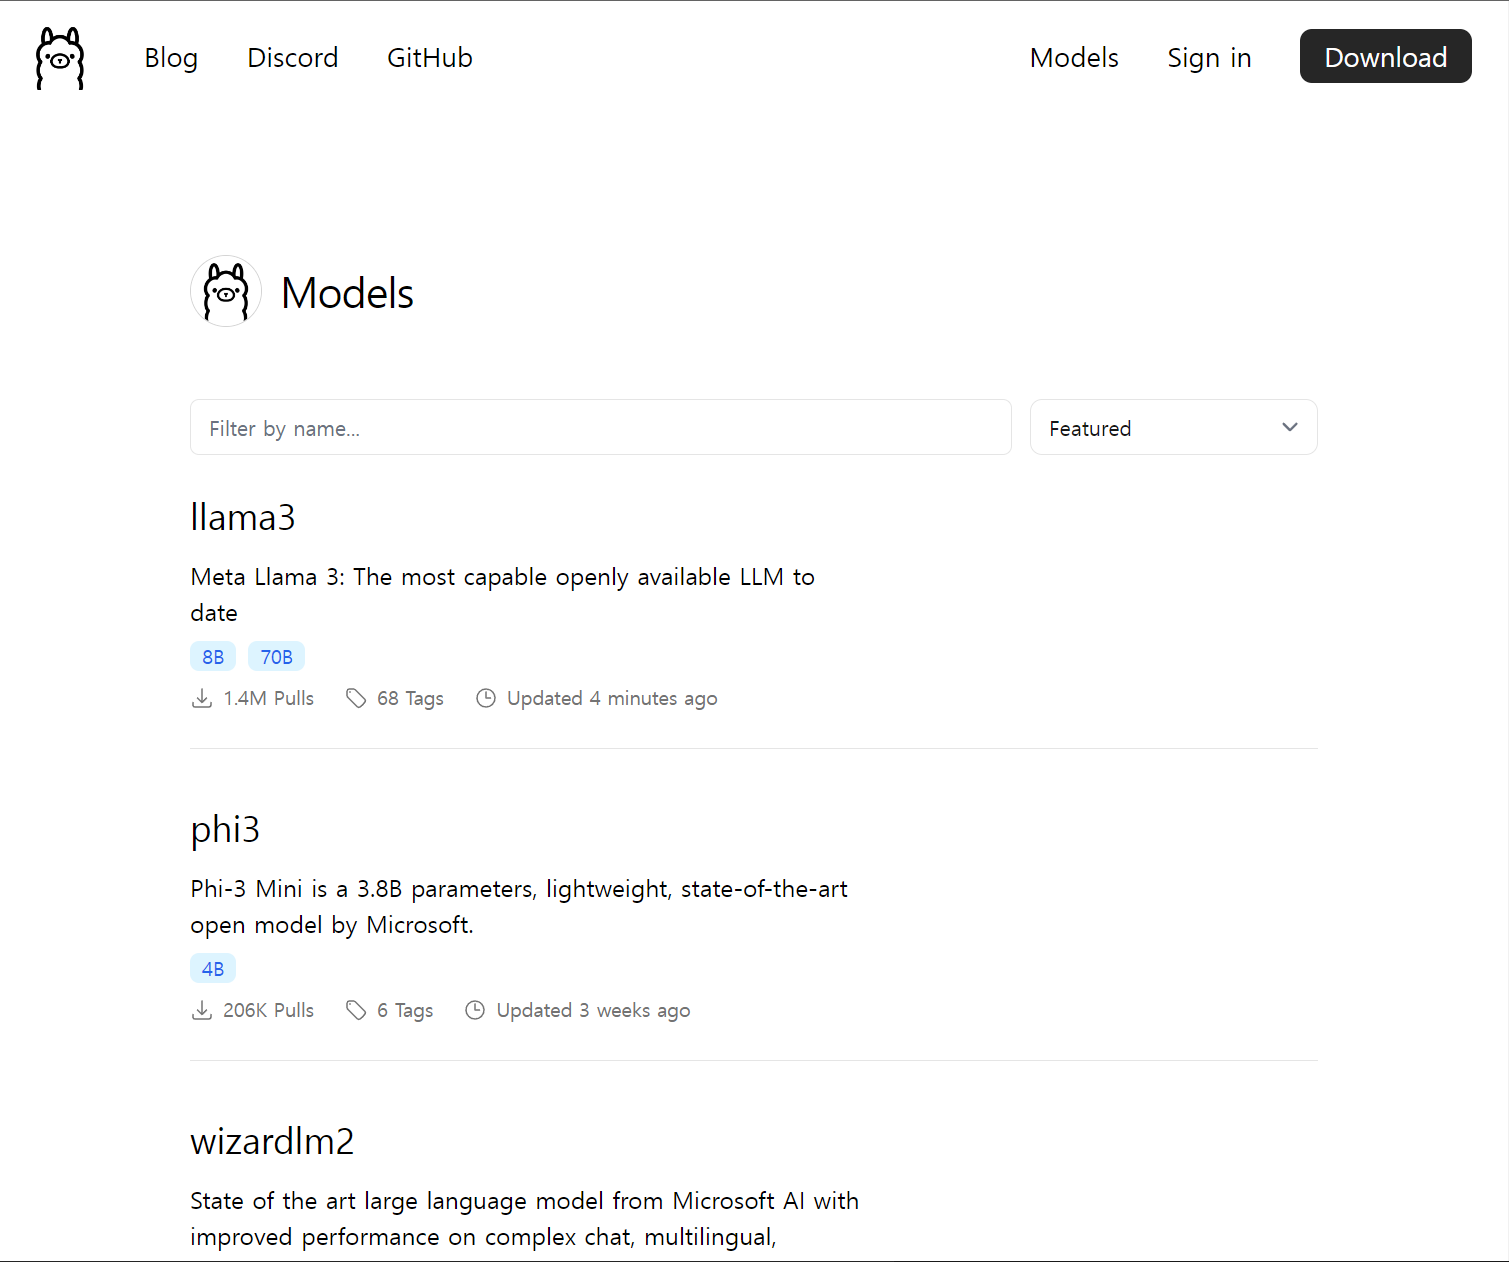 Blog Discord GitHub Models Sign in Download
Models
Filter by name... Featured
llama3
Meta Llama 3: The most capable openly available LLM to
date
8B 70B
1.4M Pulls 68 Tags Updated 4 minutes ago
phi3
Phi-3 Mini is a 3.8B parameters, lightweight, state-of-the-art
open model by Microsoft.
4B
206K Pulls 6 Tags Updated 3 weeks ago
wizardlm2
State of the art large language model from Microsoft AI with
improved performance on complex chat, multilingual,